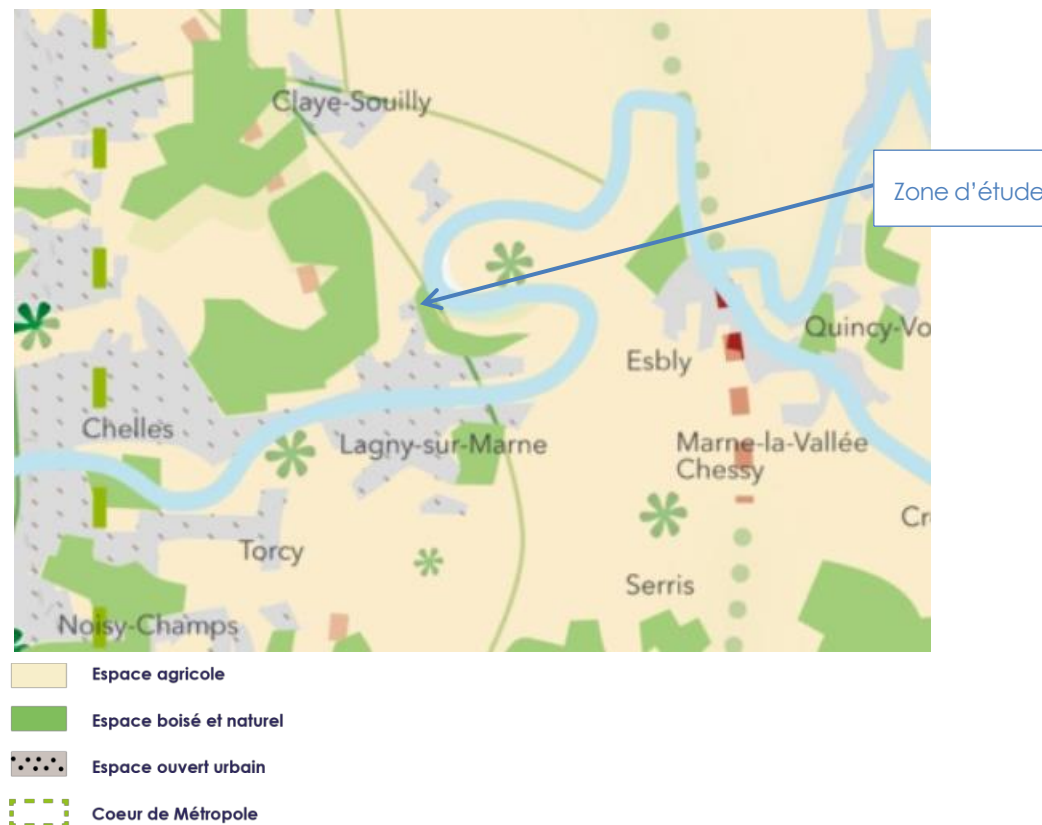 Claye-Souilly
Zone d'étude
Quincy-Vo
Esbly
Chelles
Lagny-sur-Marne
Marne-la-Vallée
Chessy
Cr
Torcy
Serris
Noisy-Champs
Espace agricole
Espace boisé et naturel
Espace ouvert urbain
Coeur de Métropole